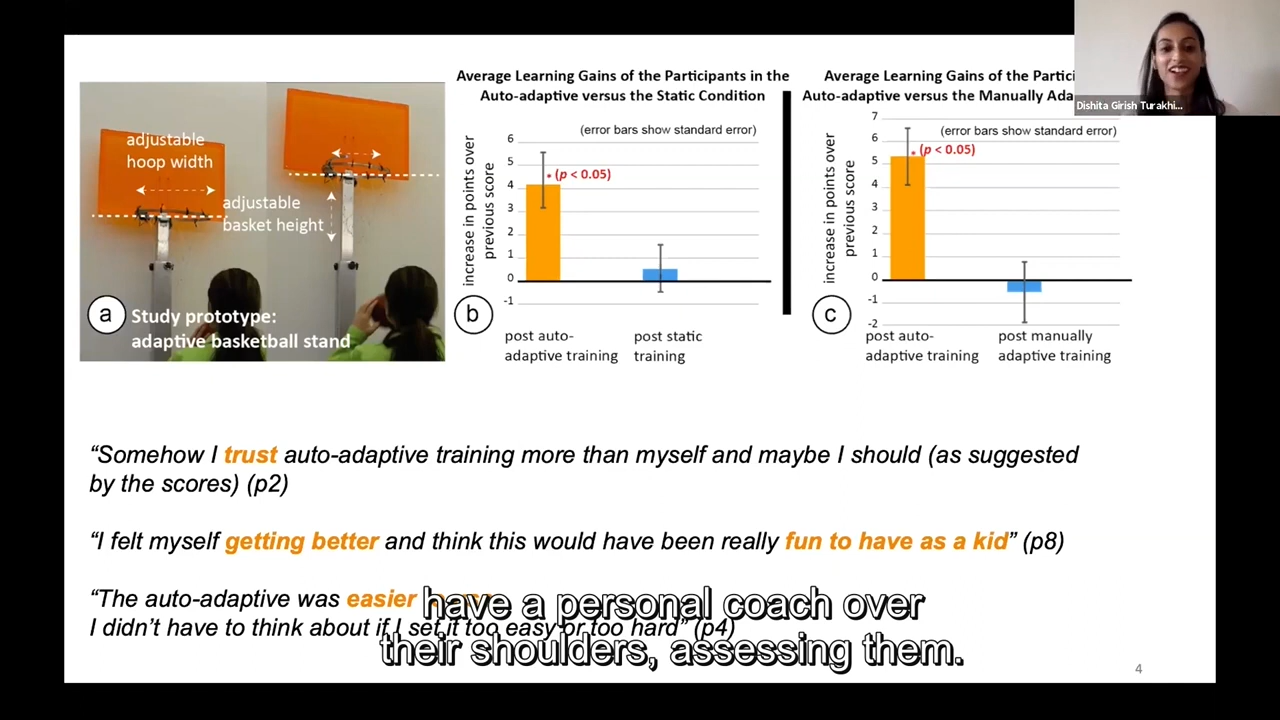 Dishita Girish Turakhi...
adjustable
hoop width
adjustable
basket height
a
Study prototype:
adaptive basketball stand
Average Learning Gains of the Participants in the
Auto-adaptive versus the Static Condition
(error bars show standard error)
increase in points over
previous score
6
5
4
3
2
1
0
-1
* (p < 0.05)
b
post auto-
adaptive training
post static
training
Average Learning Gains of the Partici
Auto-adaptive versus the Manually Ada
(error bars show standard error)
increase in points over
previous score
7
6
5
4
3
2
1
0
-1
-2
* (p < 0.05)
c
post auto-
adaptive training
post manually
adaptive training
“Somehow I trust auto-adaptive training more than myself and maybe I should (as suggested
by the scores) (p2)
“I felt myself getting better and think this would have been really fun to have as a kid” (p8)
“The auto-adaptive was easier
I didn’t have to think about if I set it too easy or too hard” (p4)
have a personal coach over
their shoulders, assessing them.
4